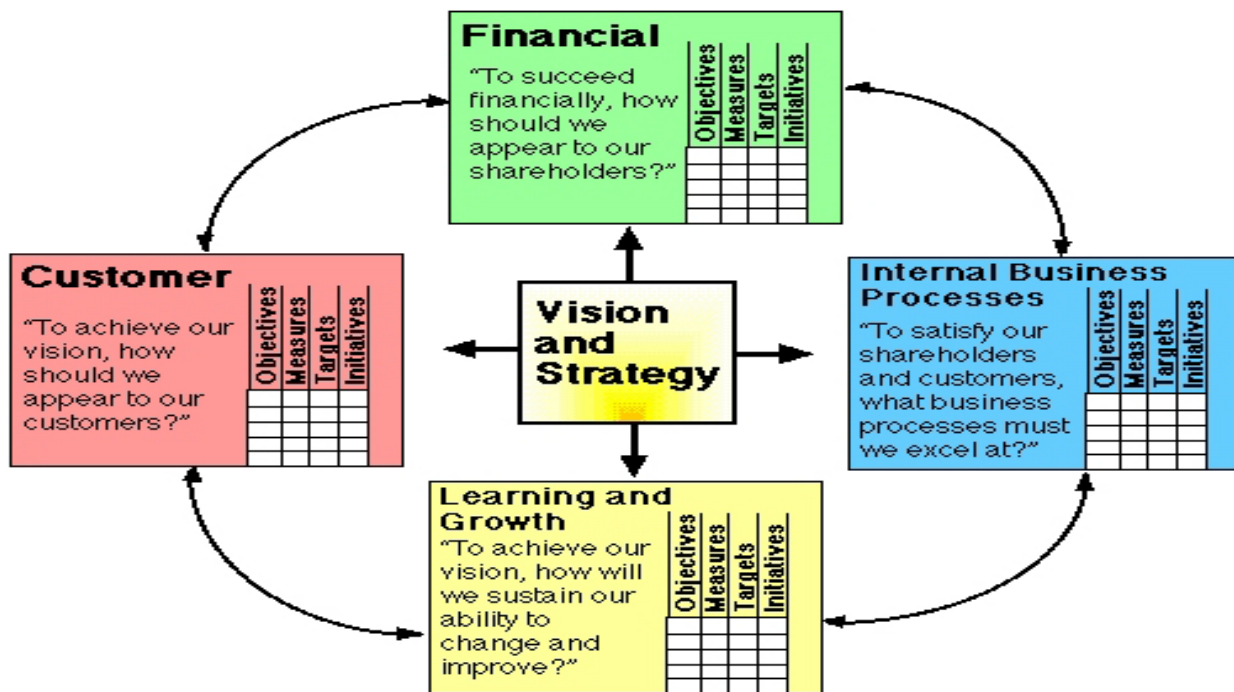 Financial
“To succeed
financially, how
should we
appear to our
shareholders?”
Objectives
Measures
Targets
Initiatives
Customer
“To achieve our
vision, how
should we
appear to our
customers?”
Objectives
Measures
Targets
Initiatives
Vision
and
Strategy
Internal Business
Processes
“To satisfy our
shareholders
and customers,
what business
processes must
we excel at?”
Objectives
Measures
Targets
Initiatives
Learning and
Growth
“To achieve our
vision, how will
we sustain our
ability to
change and
improve?”
Objectives
Measures
Targets
Initiatives